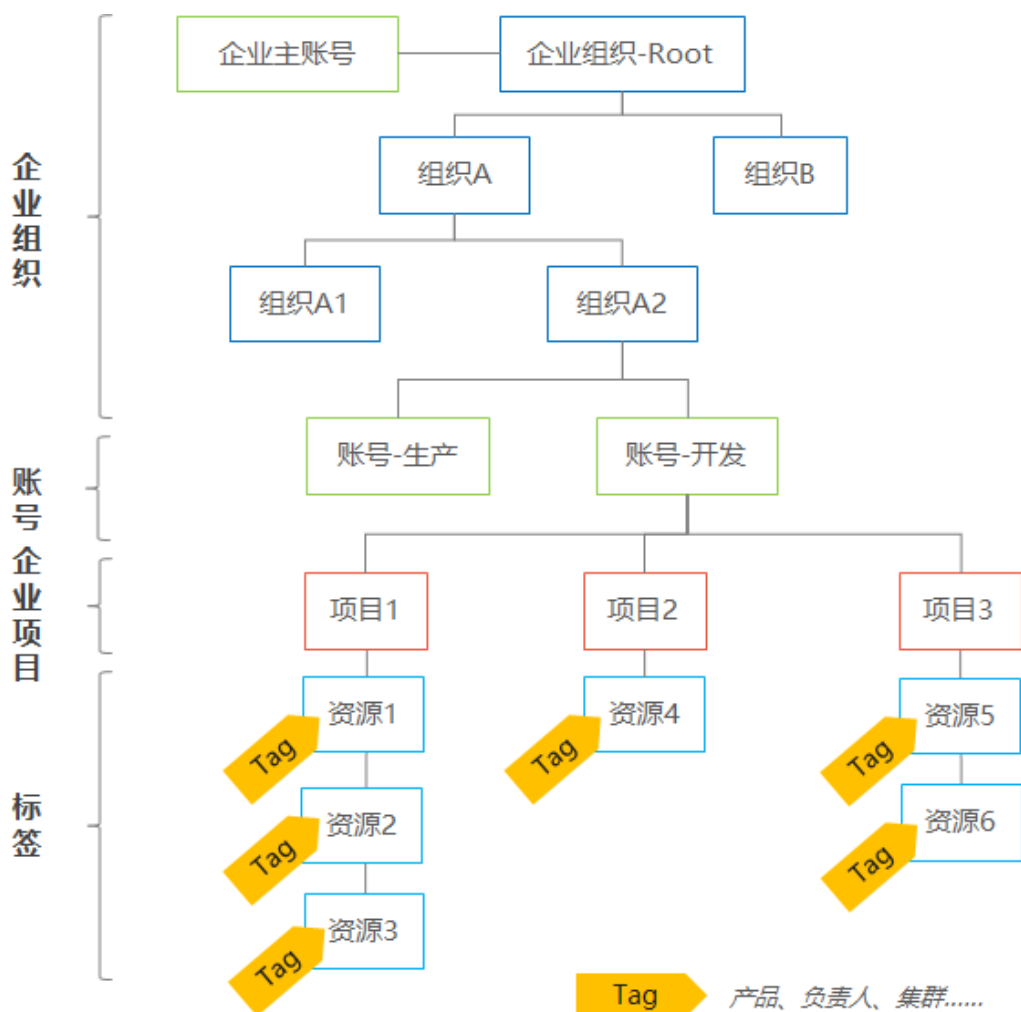 企业主账号
企业组织-Root
组织A
组织B
企业组织
组织A1
组织A2
账号-生产
账号-开发
账号
企业项目
项目1
项目2
项目3
资源1
资源4
资源5
Tag
Tag
Tag
标签
资源2
资源6
Tag
Tag
资源3
Tag
Tag
产品、负责人、集群......